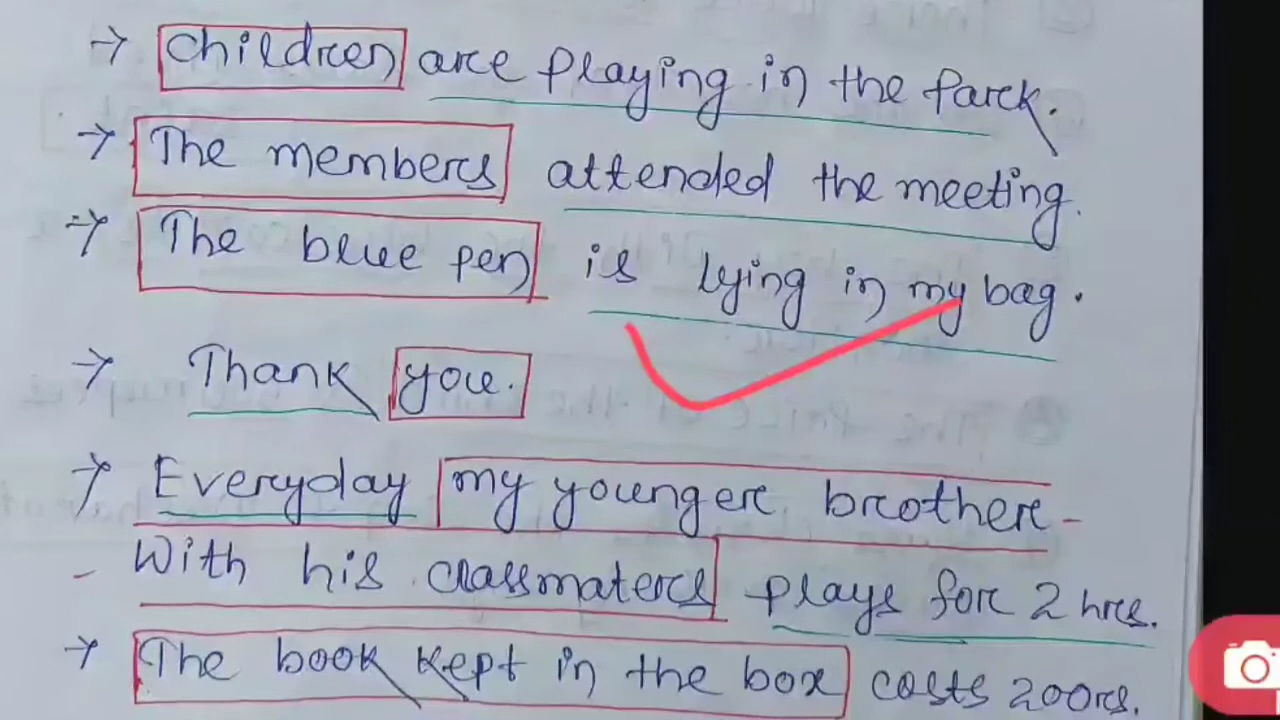 → Children are playing in the park.
→ The members attended the meeting.
→ The blue pen is lying in my bag.
→ Thank you.
→ Everyday my younger brother -
- With his classmaters plays for 2 hrs.
→ The book kept in the box costs 200rs.